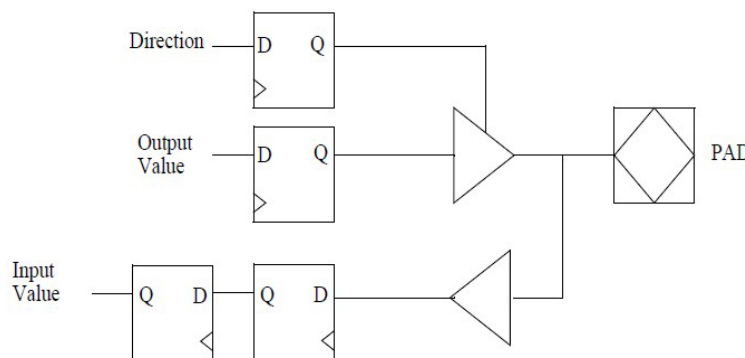 Direction
D Q
Output
Value
D Q
PAD
Input
Value
Q D Q D